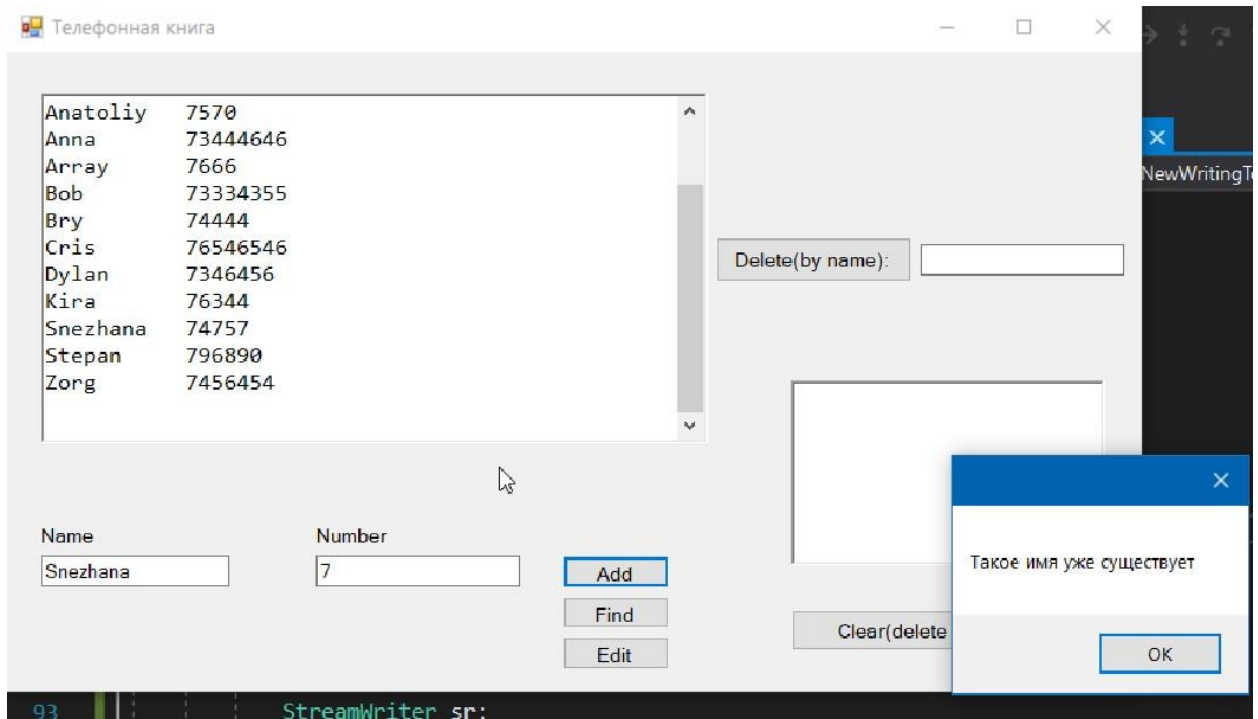 Телефонная книга
Anatoliy 7570
Anna 73444646
Array 7666
Bob 73334355
Bry 74444
Cris 76546546
Dylan 7346456
Kira 76344
Snezhana 74757
Stepan 796890
Zorg 7456454
NewWritingTe
Delete(by name):
Name Number
Snezhana 7
Add
Find
Edit
Clear(delete
Такое имя уже существует
OK
93 StreamWriter sr;